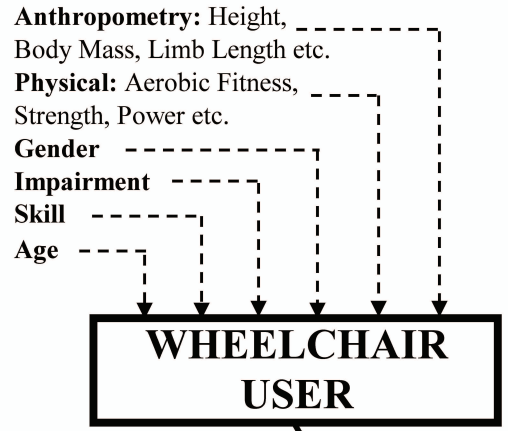 Anthropometry: Height,
Body Mass, Limb Length etc.
Physical: Aerobic Fitness,
Strength, Power etc.
Gender
Impairment
Skill
Age
WHEELCHAIR
USER